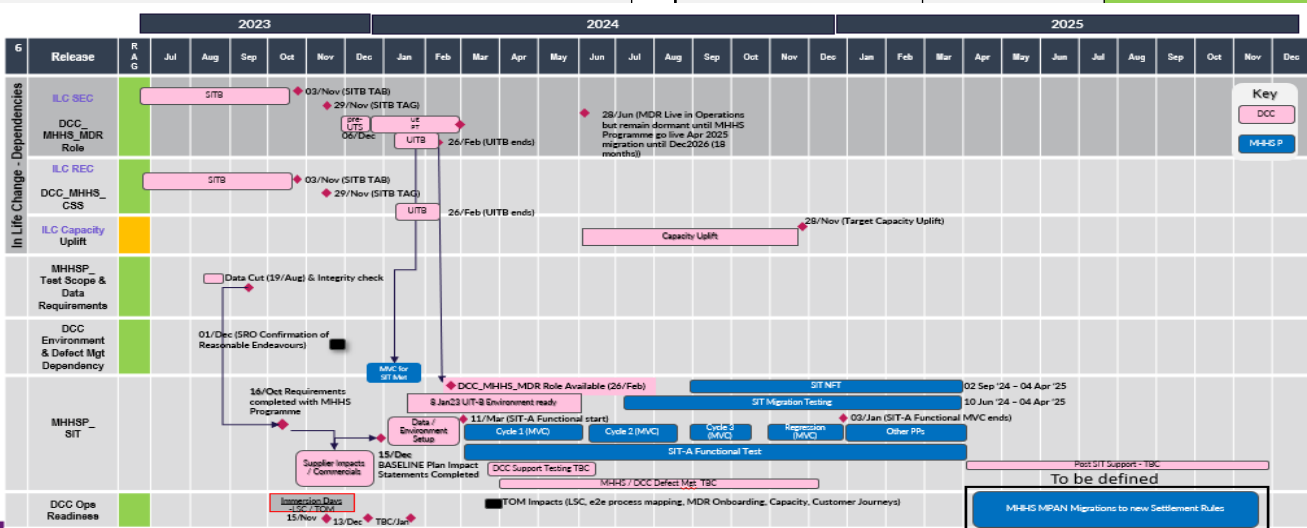 2023 2024 2025
6 Release RAG Jul Aug Sep Oct Nov Dec Jan Feb Mar Apr May Jun Jul Aug Sep Oct Nov Dec Jan Feb Mar Apr May Jun Jul Aug Sep Oct Nov Dec
In Life Change - Dependencies
ILC SEC
DCC_
MHHS_MDR
Role
SITB
03/Nov (SITB TAB)
29/Nov (SITB TAG)
pre-
UTS
06/Dec
UE
PT
UITB
26/Feb (UITB ends)
28/Jun (MDR Live in Operations
but remain dormant until MHHS
Programme go live Apr 2025
migration until Dec2026 (18
months))
Key
DCC
MHHS P
ILC REC
DCC_MHHS_
CSS
SITB
03/Nov (SITB TAB)
29/Nov (SITB TAG)
UITB
26/Feb (UITB ends)
ILC Capacity
Uplift
Capacity Uplift
28/Nov (Target Capacity Uplift)
MHHSP_
Test Scope &
Data
Requirements
Data Cut (19/Aug) & Integrity check
DCC
Environment
& Defect Mgt
Dependency
01/Dec (SRO Confirmation of
Reasonable Endeavours)
MVC for
SIT Met
MHHSP_
SIT
16/Oct Requirements
completed with MHHS
Programme
DCC_MHHS_MDR Role Available (26/Feb)
SIT NFT
02 Sep '24 – 04 Apr '25
8 Jan23 UIT-B Environment ready
SIT Migration Testing
10 Jun '24 – 04 Apr '25
Data /
Environment
Setup
11/Mar (SIT-A Functional start)
03/Jan (SIT-A Functional MVC ends)
Cycle 1 (MVC)
Cycle 2 (MVC)
Cycle 3
(MVC)
Regression
(MVC)
Other PPs
SIT-A Functional Test
Supplier Impacts
/ Commercials
15/Dec
BASELINE Plan Impact
Statements Completed
DCC Support Testing TBC
MHHS / DCC Defect Mgt TBC
Post SIT Support - TBC
To be defined
DCC Ops
Readiness
Immersion Days
-LSC / TOM
15/Nov
13/Dec
TBC/Jan
TOM Impacts (LSC, e2e process mapping, MDR Onboarding, Capacity, Customer Journeys)
MHHS MPAN Migrations to new Settlement Rules